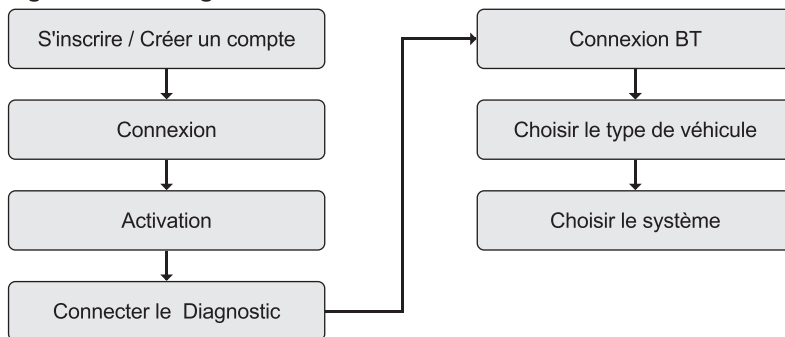 S'inscrire / Créer un compte
Connexion
Activation
Connecter le Diagnostic
Connexion BT
Choisir le type de véhicule
Choisir le système